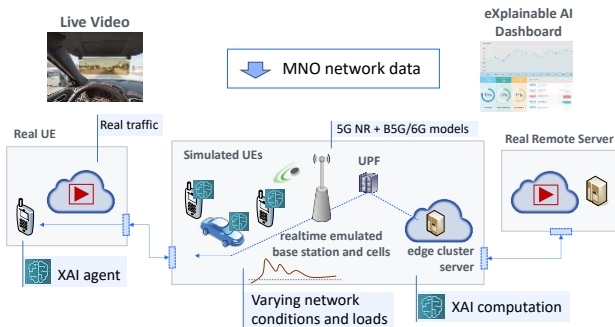 Live Video
eXplainable AI
Dashboard
MNO network data
Real UE
Real traffic
5G NR + B5G/6G models
Simulated UEs
UPF
Real Remote Server
realtime emulated
base station and cells
edge cluster
server
XAI agent
Varying network
conditions and loads
XAI computation